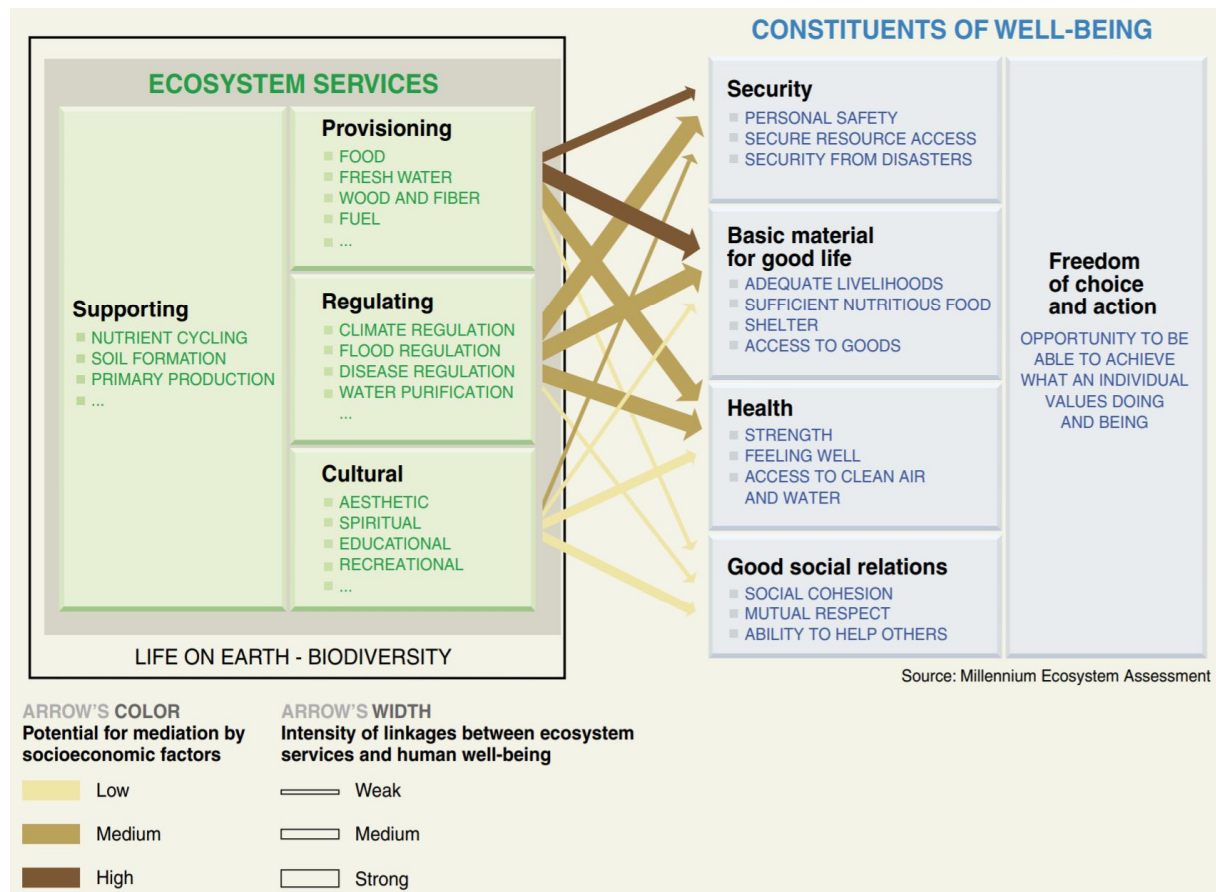 CONSTITUENTS OF WELL-BEING
ECOSYSTEM SERVICES
Supporting
NUTRIENT CYCLING
SOIL FORMATION
PRIMARY PRODUCTION
...
Provisioning
FOOD
FRESH WATER
WOOD AND FIBER
FUEL
...
Regulating
CLIMATE REGULATION
FLOOD REGULATION
DISEASE REGULATION
WATER PURIFICATION
...
Cultural
AESTHETIC
SPIRITUAL
EDUCATIONAL
RECREATIONAL
...
LIFE ON EARTH - BIODIVERSITY
Security
PERSONAL SAFETY
SECURE RESOURCE ACCESS
SECURITY FROM DISASTERS
Basic material
for good life
ADEQUATE LIVELIHOODS
SUFFICIENT NUTRITIOUS FOOD
SHELTER
ACCESS TO GOODS
Health
STRENGTH
FEELING WELL
ACCESS TO CLEAN AIR
AND WATER
Good social relations
SOCIAL COHESION
MUTUAL RESPECT
ABILITY TO HELP OTHERS
Freedom
of choice
and action
OPPORTUNITY TO BE
ABLE TO ACHIEVE
WHAT AN INDIVIDUAL
VALUES DOING
AND BEING
Source: Millennium Ecosystem Assessment
ARROW'S COLOR
Potential for mediation by
socioeconomic factors
Low
Medium
High
ARROW'S WIDTH
Intensity of linkages between ecosystem
services and human well-being
Weak
Medium
Strong